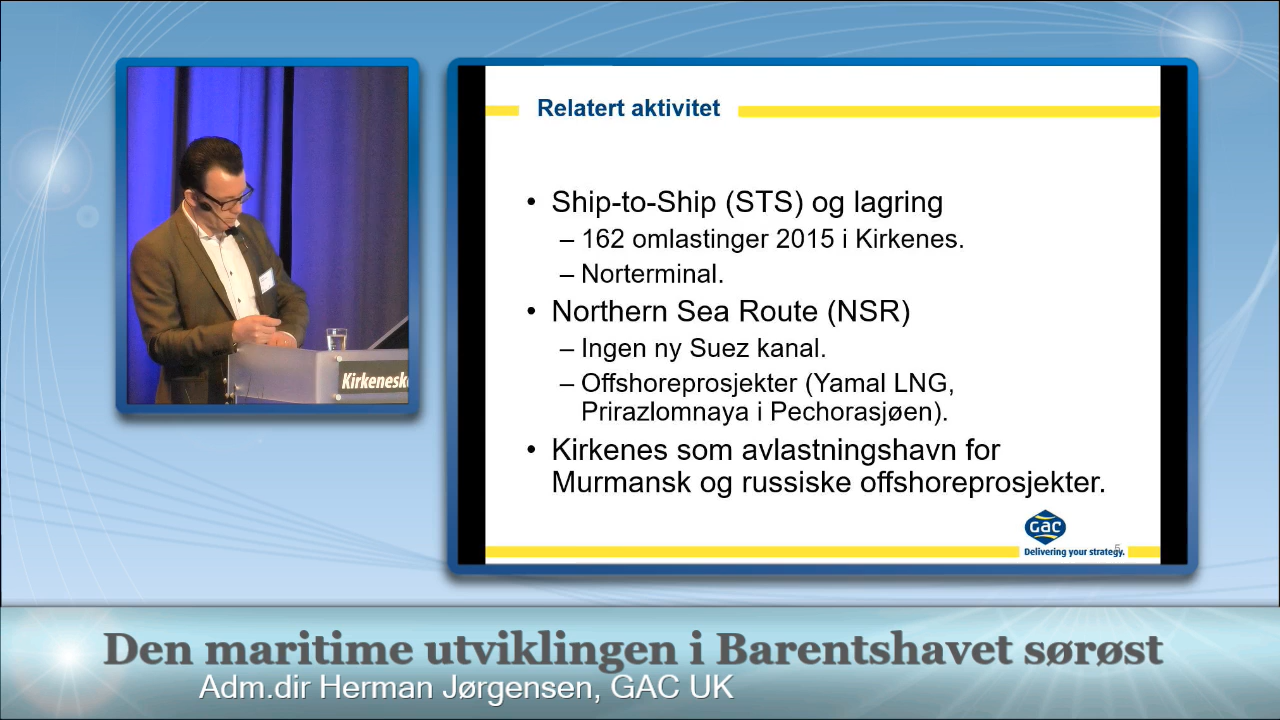 Relatert aktivitet
• Ship-to-Ship (STS) og lagring
– 162 omlastinger 2015 i Kirkenes.
– Norterminal.
• Northern Sea Route (NSR)
– Ingen ny Suez kanal.
– Offshoreprosjekter (Yamal LNG,
Prirazlomnaya i Pechorasjøen).
• Kirkenes som avlastningshavn for
Murmansk og russiske offshoreprosjekter.
GAC
Delivering your strategy.
5
Kirkenesk
Den maritime utviklingen i Barentshavet sørøst
Adm.dir Herman Jørgensen, GAC UK